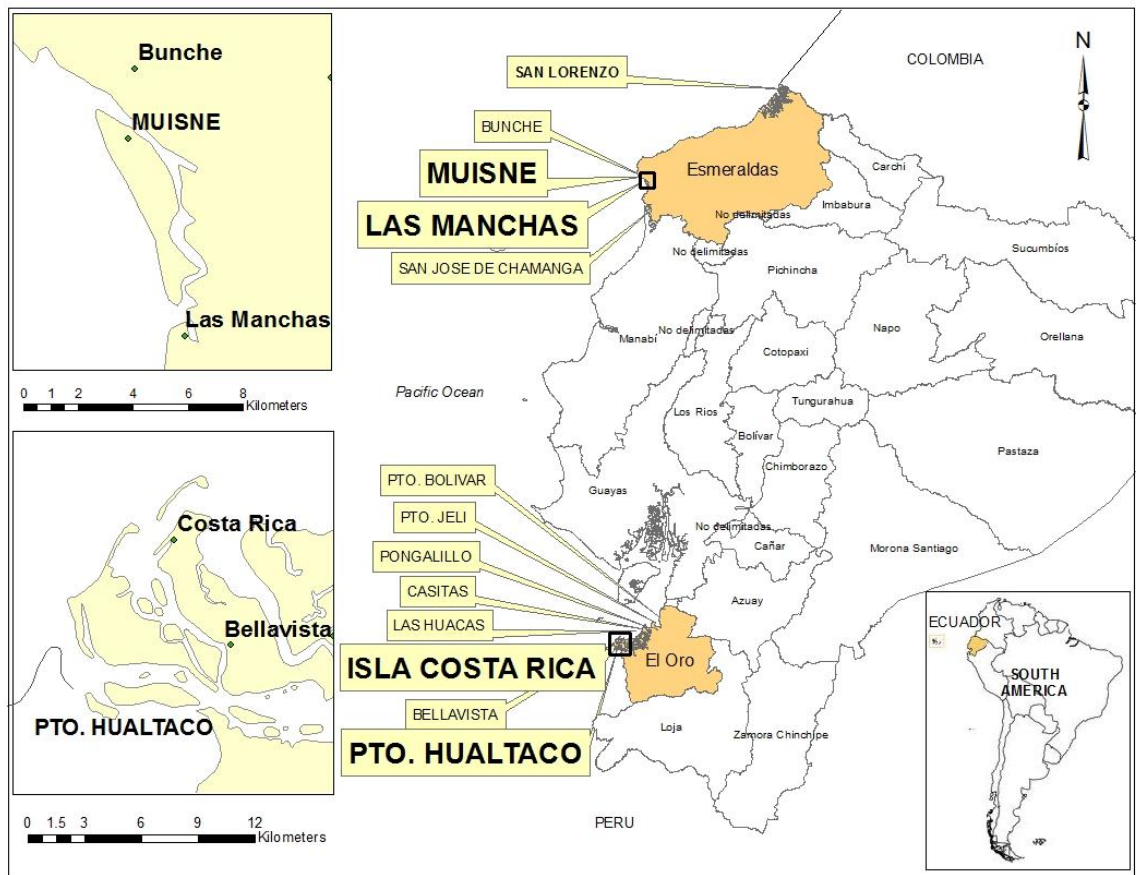 Bunche
MUISNE
Las Manchas
0 1 2 4 6 8
Kilometers
Costa Rica
Bellavista
PTO. HUALTACO
0 1.5 3 6 9 12
Kilometers
N
COLOMBIA
SAN LORENZO
BUNCHE
MUISNE
LAS MANCHAS
SAN JOSE DE CHAMANGA
Esmeraldas
Carchi
Imbabura
No delimitadas
Sucumbíos
No delimitadas
Pichincha
Napo
Orellana
Manabí
No delimitadas
Cotopaxi
Pacific Ocean
Tungurahua
Los Rios
Bolívar
Pastaza
Chimborazo
PTO. BOLIVAR
Guayas
PTO. JELI
No delimitadas
Cañar
Morona Santiago
PONGALILLO
CASITAS
Azuay
LAS HUACAS
El Oro
ISLA COSTA RICA
BELLAVISTA
Loja
Zamora Chinchipe
PTO. HUALTACO
PERU
ECUADOR
SOUTH
AMERICA